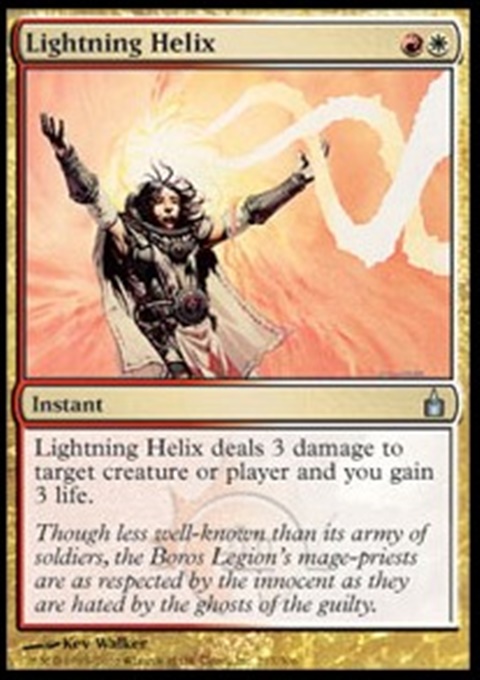 Lightning Helix
Instant
Lightning Helix deals 3 damage to
target creature or player and you gain
3 life.
Though less well-known than its army of
soldiers, the Boros Legion's mage-priests
are as respected by the innocent as they
are hated by the ghosts of the guilty.
Kev Walker